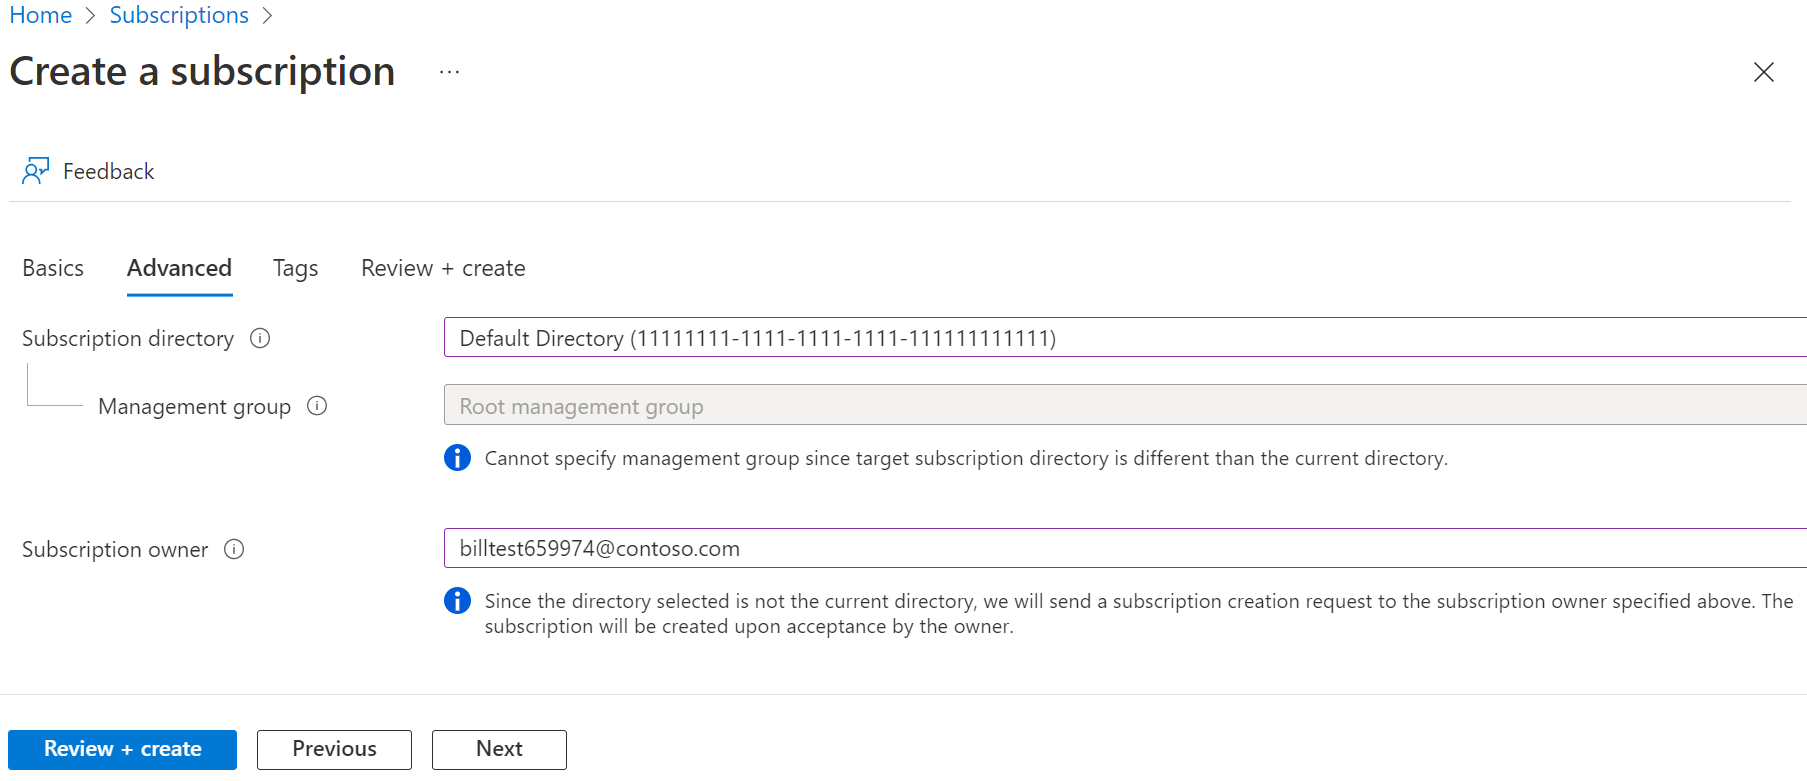 Home > Subscriptions >
Create a subscription ...
Feedback
Basics Advanced Tags Review + create
Subscription directory Default Directory (11111111-1111-1111-1111-111111111111)
Management group Root management group
Cannot specify management group since target subscription directory is different than the current directory.
Subscription owner billtest659974@contoso.com
Since the directory selected is not the current directory, we will send a subscription creation request to the subscription owner specified above. The
subscription will be created upon acceptance by the owner.
Review + create Previous Next